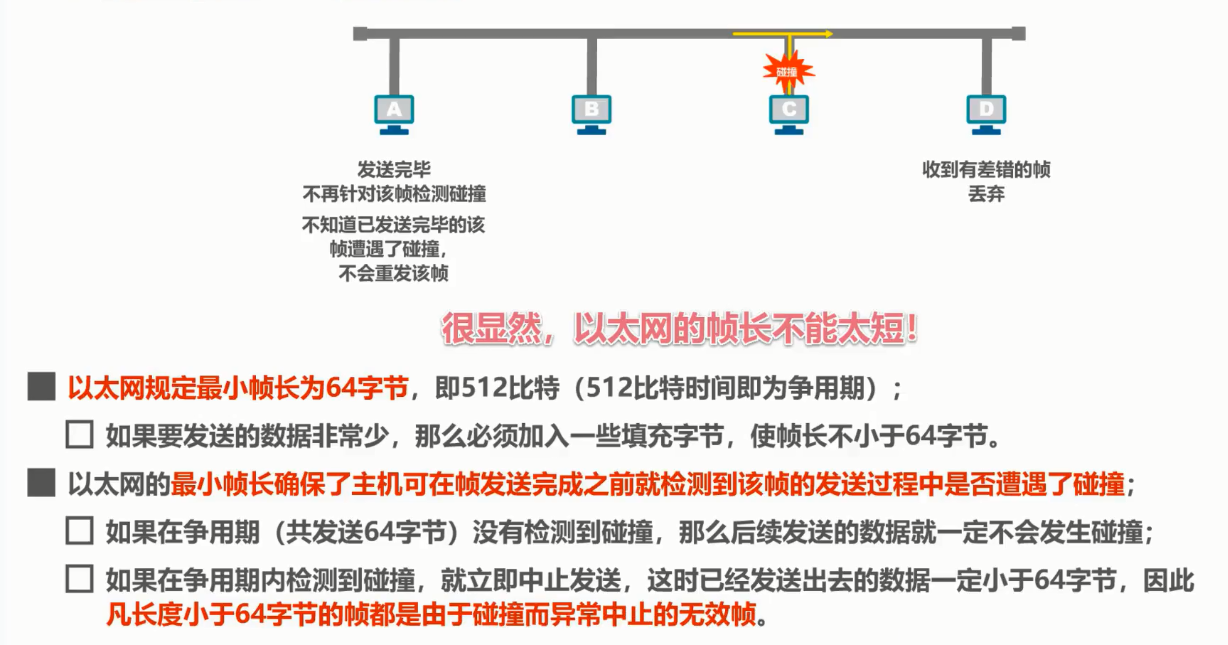 碰撞
A
B
C
D
发送完毕
不再针对该帧检测碰撞
不知道已发送完毕的该
帧遭遇了碰撞，
不会重发该帧
收到有差错的帧
丢弃
很显然，以太网的帧长不能太短！
以太网规定最小帧长为64字节，即512比特（512比特时间即为争用期）；
如果要发送的数据非常少，那么必须加入一些填充字节，使帧长不小于64字节。
以太网的最小帧长确保了主机可在帧发送完成之前就检测到该帧的发送过程中是否遭遇了碰撞；
如果在争用期（共发送64字节）没有检测到碰撞，那么后续发送的数据就一定不会发生碰撞；
如果在争用期内检测到碰撞，就立即中止发送，这时已经发送出去的数据一定小于64字节，因此
凡长度小于64字节的帧都是由于碰撞而异常中止的无效帧。